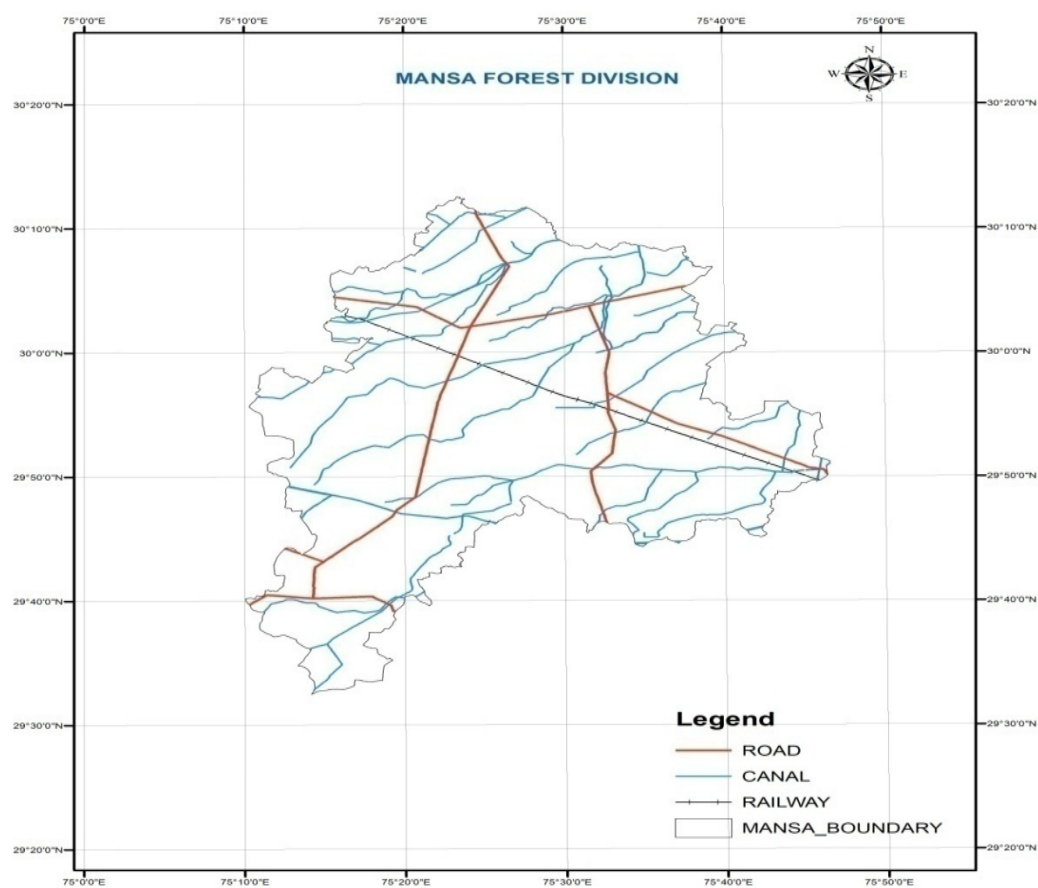 75°0'0"E 75°10'0"E 75°20'0"E 75°30'0"E 75°40'0"E 75°50'0"E
N
W E
S
MANSA FOREST DIVISION
30°20'0"N 30°20'0"N
30°10'0"N 30°10'0"N
30°0'0"N 30°0'0"N
29°50'0"N 29°50'0"N
29°40'0"N 29°40'0"N
29°30'0"N 29°30'0"N
Legend
ROAD
CANAL
RAILWAY
MANSA_BOUNDARY
29°20'0"N 29°20'0"N
75°0'0"E 75°10'0"E 75°20'0"E 75°30'0"E 75°40'0"E 75°50'0"E